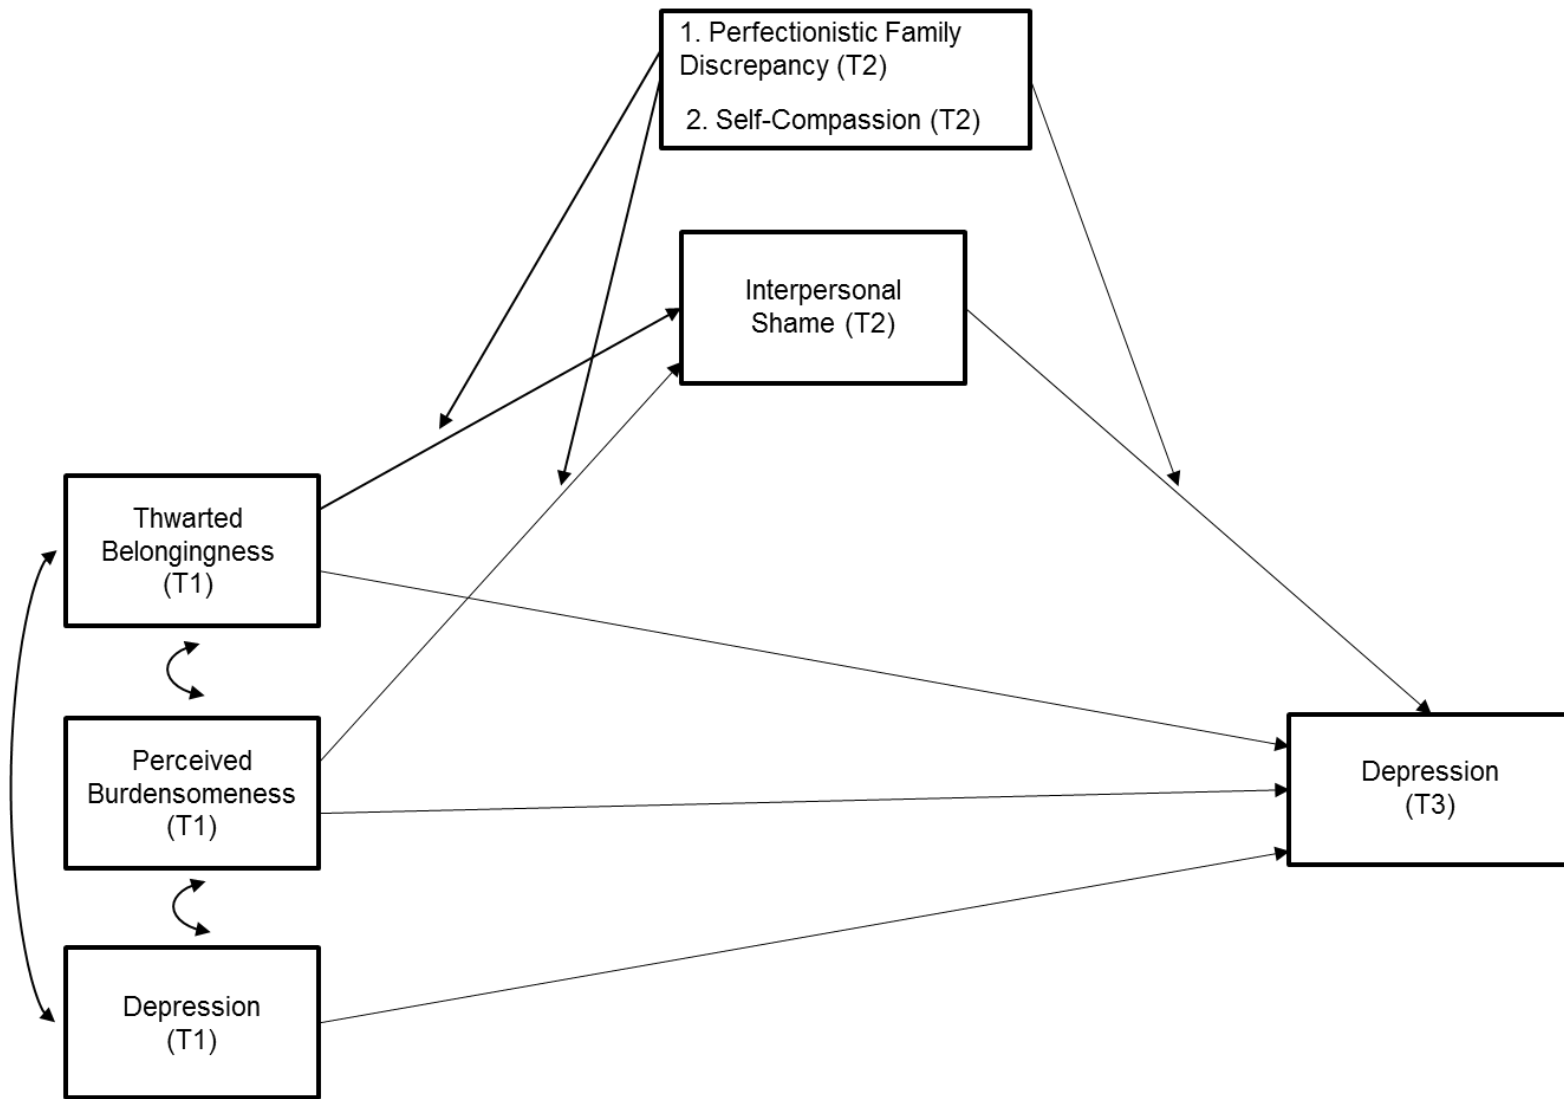 1. Perfectionistic Family
Discrepancy (T2)
2. Self-Compassion (T2)
Interpersonal
Shame (T2)
Thwarted
Belongingness
(T1)
Perceived
Burdensomeness
(T1)
Depression
(T3)
Depression
(T1)